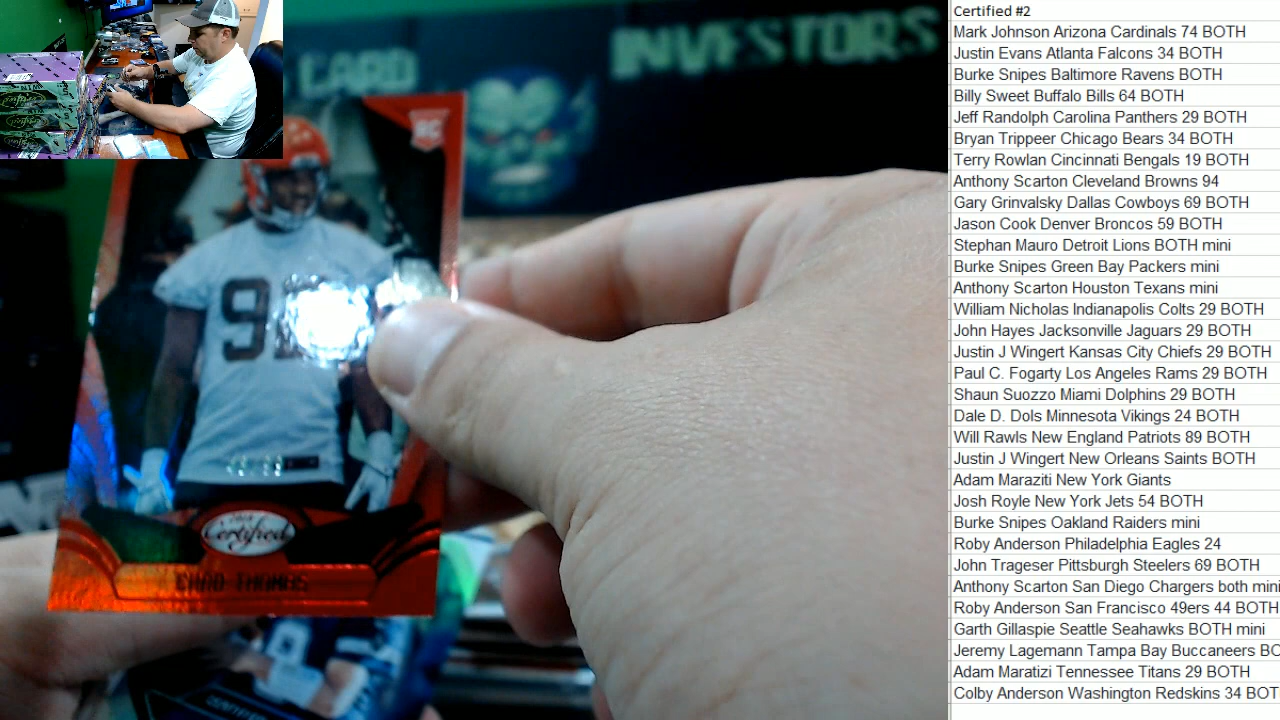 CARD INVESTORS
RC
9
Certified
CHAD THOMAS
Certified #2
Mark Johnson Arizona Cardinals 74 BOTH
Justin Evans Atlanta Falcons 34 BOTH
Burke Snipes Baltimore Ravens BOTH
Billy Sweet Buffalo Bills 64 BOTH
Jeff Randolph Carolina Panthers 29 BOTH
Bryan Trippeer Chicago Bears 34 BOTH
Terry Rowlan Cincinnati Bengals 19 BOTH
Anthony Scarton Cleveland Browns 94
Gary Grinvalsky Dallas Cowboys 69 BOTH
Jason Cook Denver Broncos 59 BOTH
Stephan Mauro Detroit Lions BOTH mini
Burke Snipes Green Bay Packers mini
Anthony Scarton Houston Texans mini
William Nicholas Indianapolis Colts 29 BOTH
John Hayes Jacksonville Jaguars 29 BOTH
Justin J Wingert Kansas City Chiefs 29 BOTH
Paul C. Fogarty Los Angeles Rams 29 BOTH
Shaun Suozzo Miami Dolphins 29 BOTH
Dale D. Dols Minnesota Vikings 24 BOTH
Will Rawls New England Patriots 89 BOTH
Justin J Wingert New Orleans Saints BOTH
Adam Maraziti New York Giants
Josh Royle New York Jets 54 BOTH
Burke Snipes Oakland Raiders mini
Roby Anderson Philadelphia Eagles 24
John Trageser Pittsburgh Steelers 69 BOTH
Anthony Scarton San Diego Chargers both mini
Roby Anderson San Francisco 49ers 44 BOTH
Garth Gillaspie Seattle Seahawks BOTH mini
Jeremy Lagemann Tampa Bay Buccaneers BO
Adam Maratizi Tennessee Titans 29 BOTH
Colby Anderson Washington Redskins 34 BOT